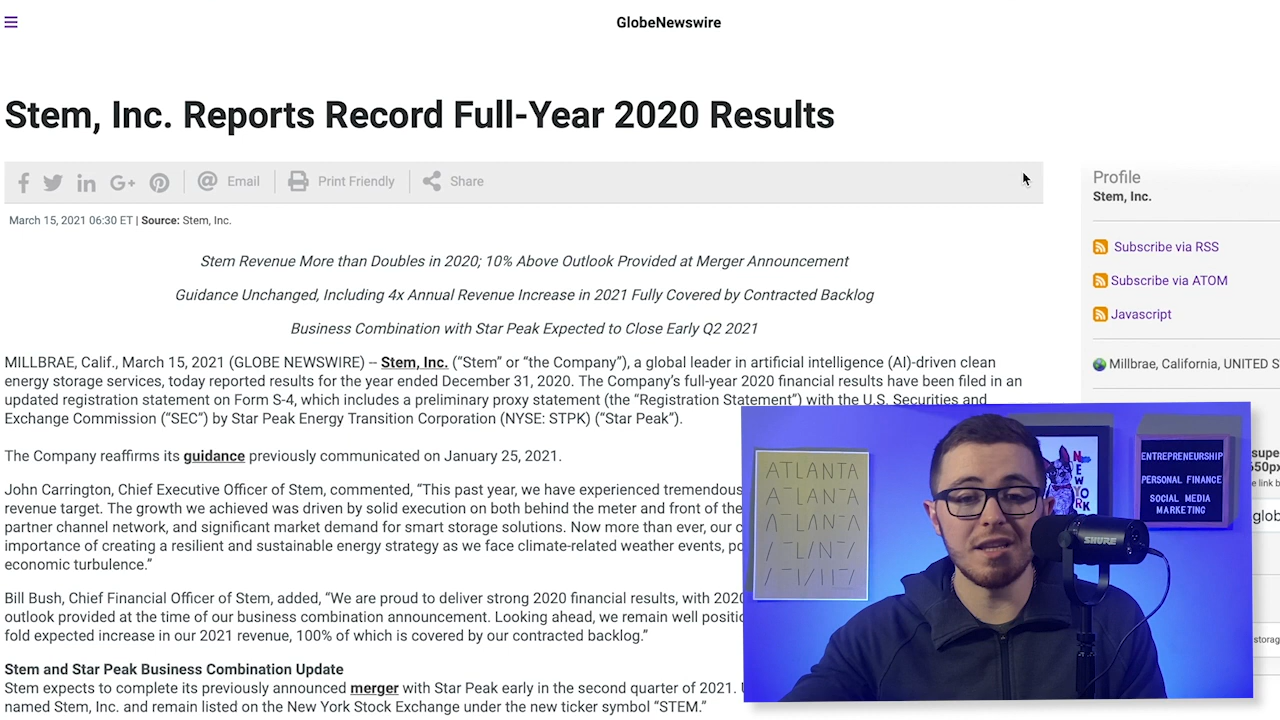 GlobeNewswire
Stem, Inc. Reports Record Full-Year 2020 Results
Email
Print Friendly
Share
March 15, 2021 06:30 ET | Source: Stem, Inc.
Stem Revenue More than Doubles in 2020; 10% Above Outlook Provided at Merger Announcement
Guidance Unchanged, Including 4x Annual Revenue Increase in 2021 Fully Covered by Contracted Backlog
Business Combination with Star Peak Expected to Close Early Q2 2021
MILLBRAE, Calif., March 15, 2021 (GLOBE NEWSWIRE) -- Stem, Inc. (“Stem” or “the Company”), a global leader in artificial intelligence (AI)-driven clean
energy storage services, today reported results for the year ended December 31, 2020. The Company’s full-year 2020 financial results have been filed in an
updated registration statement on Form S-4, which includes a preliminary proxy statement (the “Registration Statement”) with the U.S. Securities and
Exchange Commission (“SEC”) by Star Peak Energy Transition Corporation (NYSE: STPK) (“Star Peak”).
The Company reaffirms its guidance previously communicated on January 25, 2021.
John Carrington, Chief Executive Officer of Stem, commented, “This past year, we have experienced tremendous
revenue target. The growth we achieved was driven by solid execution on both behind the meter and front of the
partner channel network, and significant market demand for smart storage solutions. Now more than ever, our c
importance of creating a resilient and sustainable energy strategy as we face climate-related weather events, po
economic turbulence.”
Bill Bush, Chief Financial Officer of Stem, added, “We are proud to deliver strong 2020 financial results, with 2020
outlook provided at the time of our business combination announcement. Looking ahead, we remain well positio
fold expected increase in our 2021 revenue, 100% of which is covered by our contracted backlog.”
Stem and Star Peak Business Combination Update
Stem expects to complete its previously announced merger with Star Peak early in the second quarter of 2021. U
named Stem, Inc. and remain listed on the New York Stock Exchange under the new ticker symbol “STEM.”
Profile
Stem, Inc.
Subscribe via RSS
Subscribe via ATOM
Javascript
Millbrae, California, UNITED S
ATLANTA
NEW YORK
ENTREPRENEURSHIP
PERSONAL FINANCE
SOCIAL MEDIA
MARKETING
SHURE